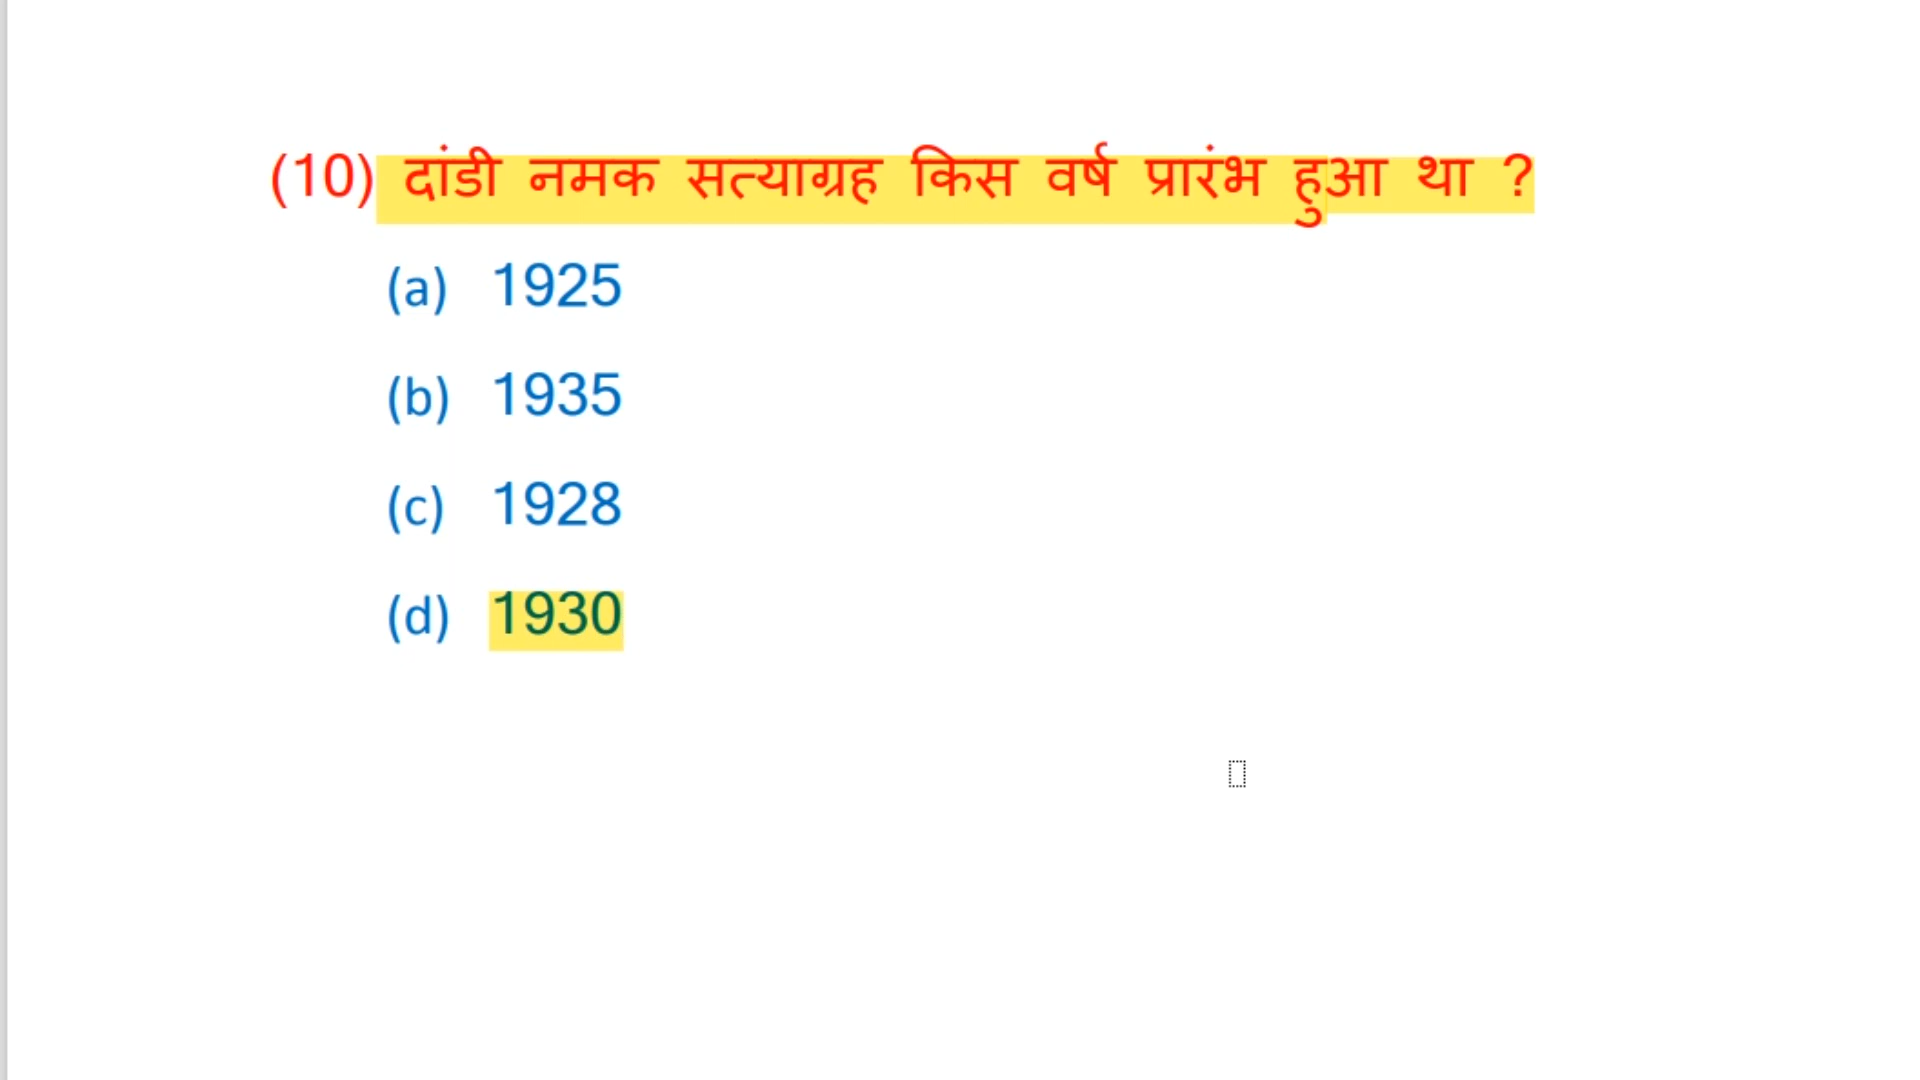 (10) दांडी नमक सत्याग्रह किस वर्ष प्रारंभ हुआ था ?
(a) 1925
(b) 1935
(c) 1928
(d) 1930